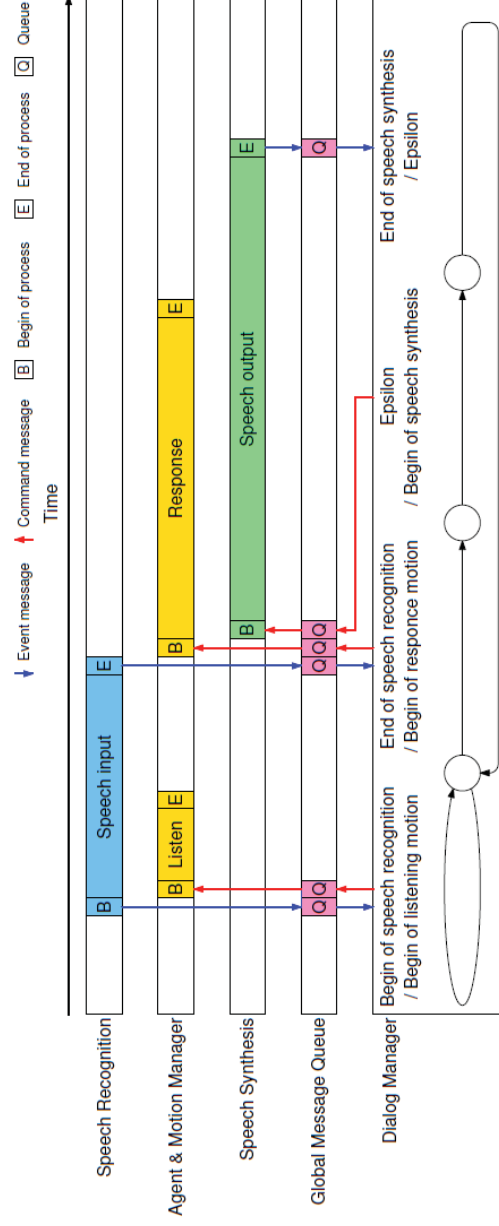 Event message
Command message
B
Begin of process
E
End of process
Q
Queue
Time
Speech Recognition
B
Speech input
E
Agent & Motion Manager
B
Listen
E
B
Response
E
Speech Synthesis
B
Speech output
E
Global Message Queue
Q
Q
Q
Q
Q
Q
Dialog Manager
Begin of speech recognition
/ Begin of listening motion
End of speech recognition
/ Begin of responce motion
Epsilon
/ Begin of speech synthesis
End of speech synthesis
/ Epsilon